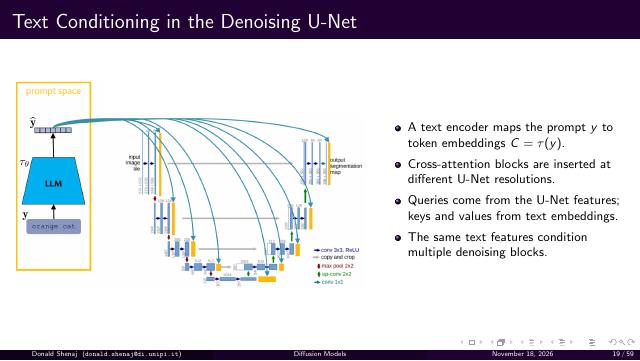 Text Conditioning in the Denoising U-Net
prompt space
ŷ
τθ
LLM
y
orange cat
input
image
tile
output
segmentation
map
conv 3x3, ReLU
copy and crop
max pool 2x2
up-conv 2x2
conv 1x1
A text encoder maps the prompt y to
token embeddings C = τ(y).
Cross-attention blocks are inserted at
different U-Net resolutions.
Queries come from the U-Net features;
keys and values from text embeddings.
The same text features condition
multiple denoising blocks.
Donald Shenaj (donald.shenaj@di.unipi.it)
Diffusion Models
November 18, 2026
19 / 59